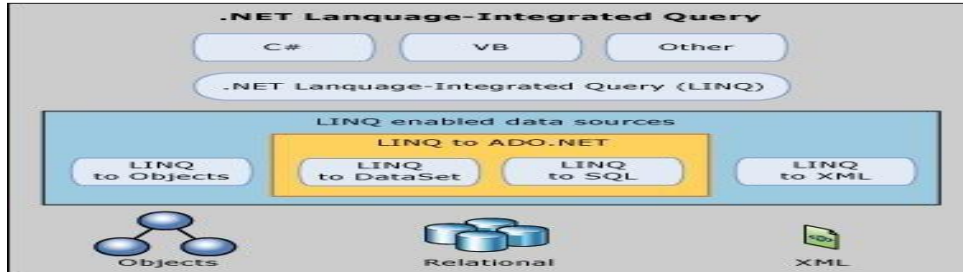 .NET Lanquage-Integrated Query
C# VB Other
.NET Lanquage-Integrated Query (LINQ)
LINQ enabled data sources
LINQ to ADO.NET
LINQ to Objects
LINQ to DataSet
LINQ to SQL
LINQ to XML
Objects Relational XML